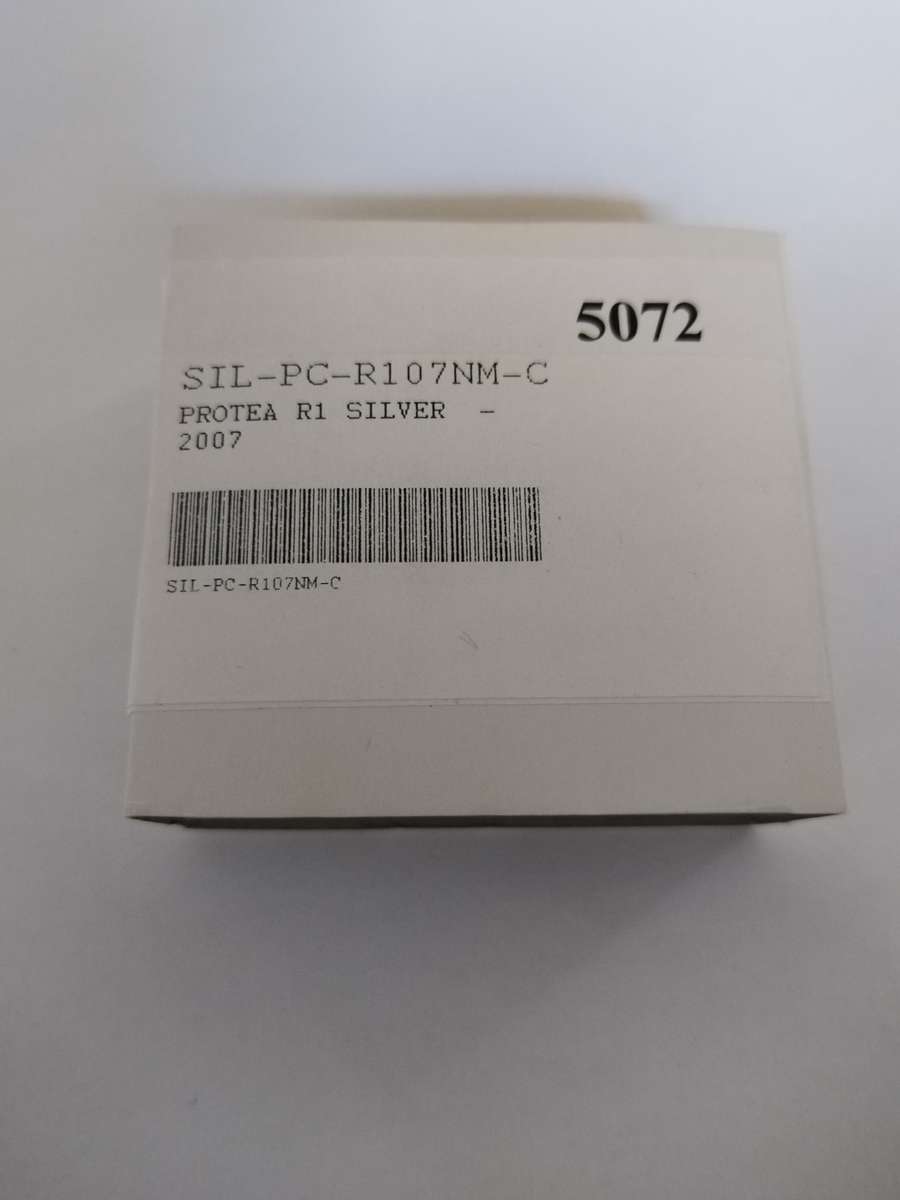 5072
SIL-PC-R107NM-C
PROTEA R1 SILVER -
2007
SIL-PC-R107NM-C